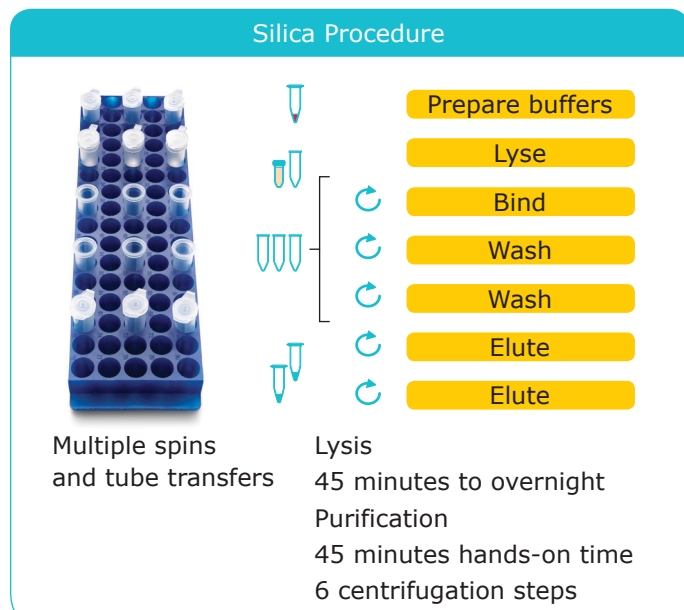 Silica Procedure
Prepare buffers
Lyse
Bind
Wash
Wash
Elute
Elute
Multiple spins
and tube transfers
Lysis
45 minutes to overnight
Purification
45 minutes hands-on time
6 centrifugation steps